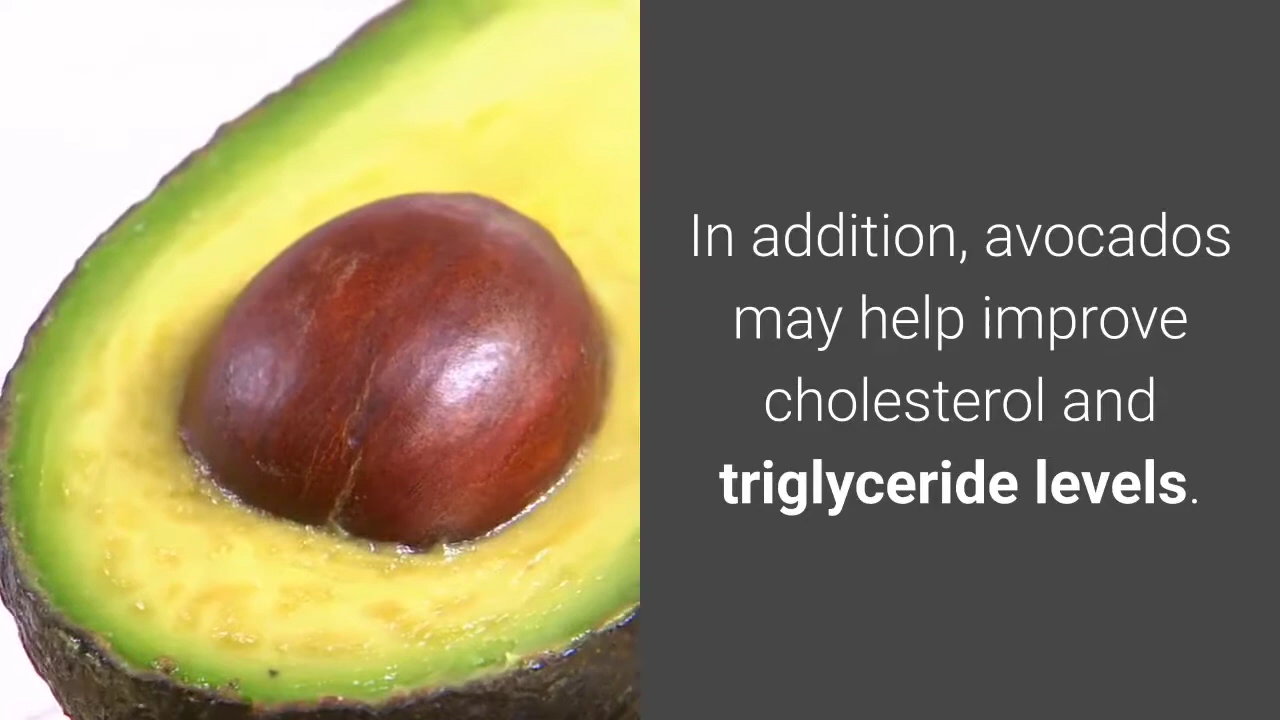 In addition, avocados
may help improve
cholesterol and
triglyceride levels.